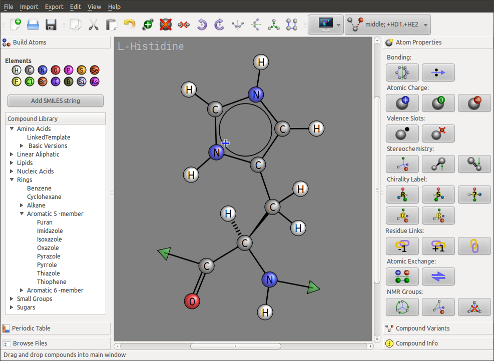 File Import Export Edit View Help
middle; +HD1,+HE2
Build Atoms
Elements
Add SMILES string
Compound Library
Amino Acids
LinkedTemplate
Basic Versions
Linear Aliphatic
Lipids
Nucleic Acids
Rings
Benzene
Cyclohexane
Alkane
Aromatic 5 -member
Furan
Imidazole
Isoxazole
Oxazole
Pyrazole
Pyrrole
Thiazole
Thiophene
Aromatic 6 -member
Small Groups
Sugars
Periodic Table
Browse Files
Drag and drop compounds into main window
L-Histidine
H
H
N
C
C
H
N
C
H
H
H
H
C
C
N
O
H
Atom Properties
Bonding:
Atomic Charge:
Valence Slots:
Stereochemistry:
Chirality Label:
R S ?
Residue Links:
-1 +1
Atomic Exchange:
NMR Groups:
Compound Variants
Compound Info